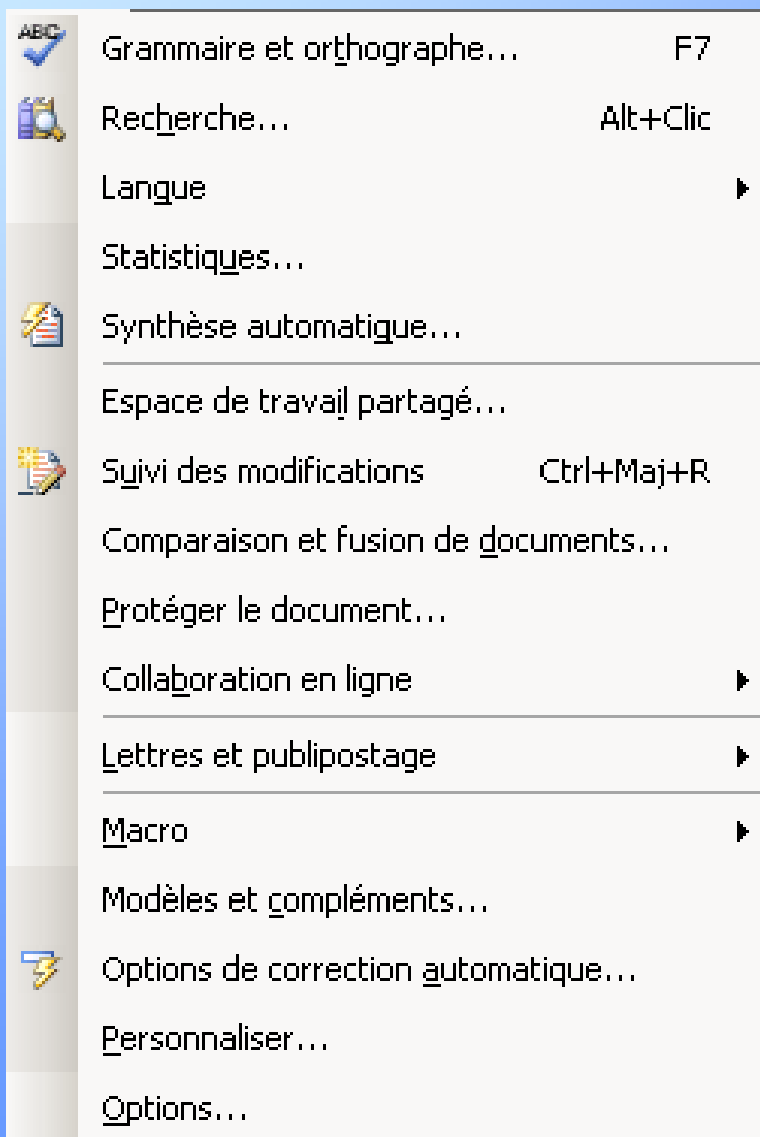 ABC
Grammaire et orthographe... F7
Recherche... Alt+Clic
Langue
Statistiques...
Synthèse automatique...
Espace de travail partagé...
Suivi des modifications Ctrl+Maj+R
Comparaison et fusion de documents...
Protéger le document...
Collaboration en ligne
Lettres et publipostage
Macro
Modèles et compléments...
Options de correction automatique...
Personnaliser...
Options...